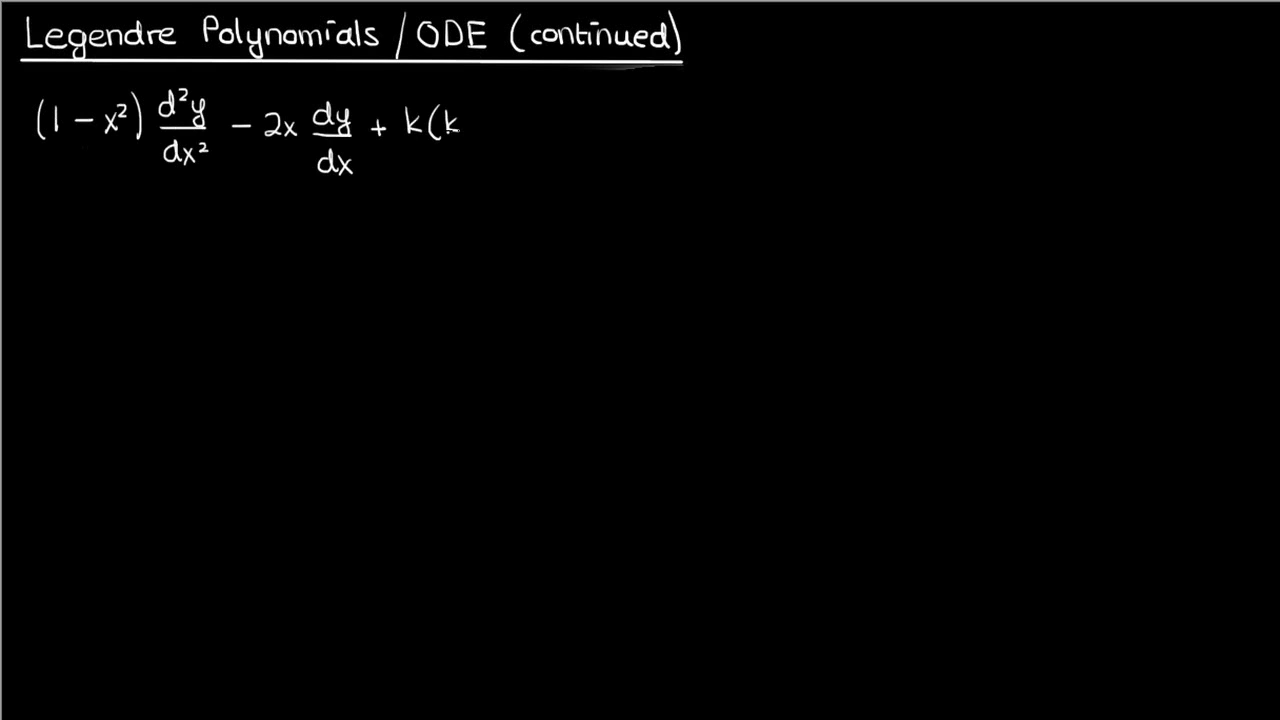 Legendre Polynomials / ODE (continued)
(1 - x²) d²y/dx² - 2x dy/dx + k(k